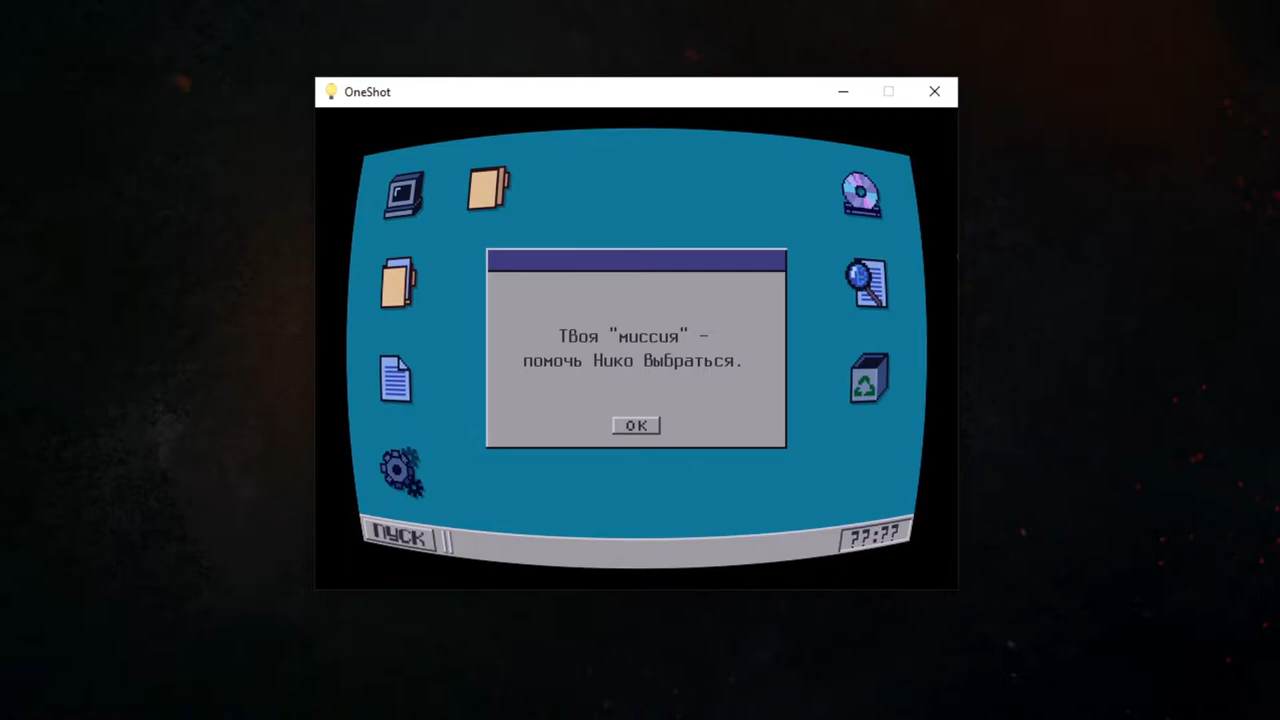 OneShot
Твоя "миссия" –
помочь Нико выбраться.
OK
ПУСК
??:??